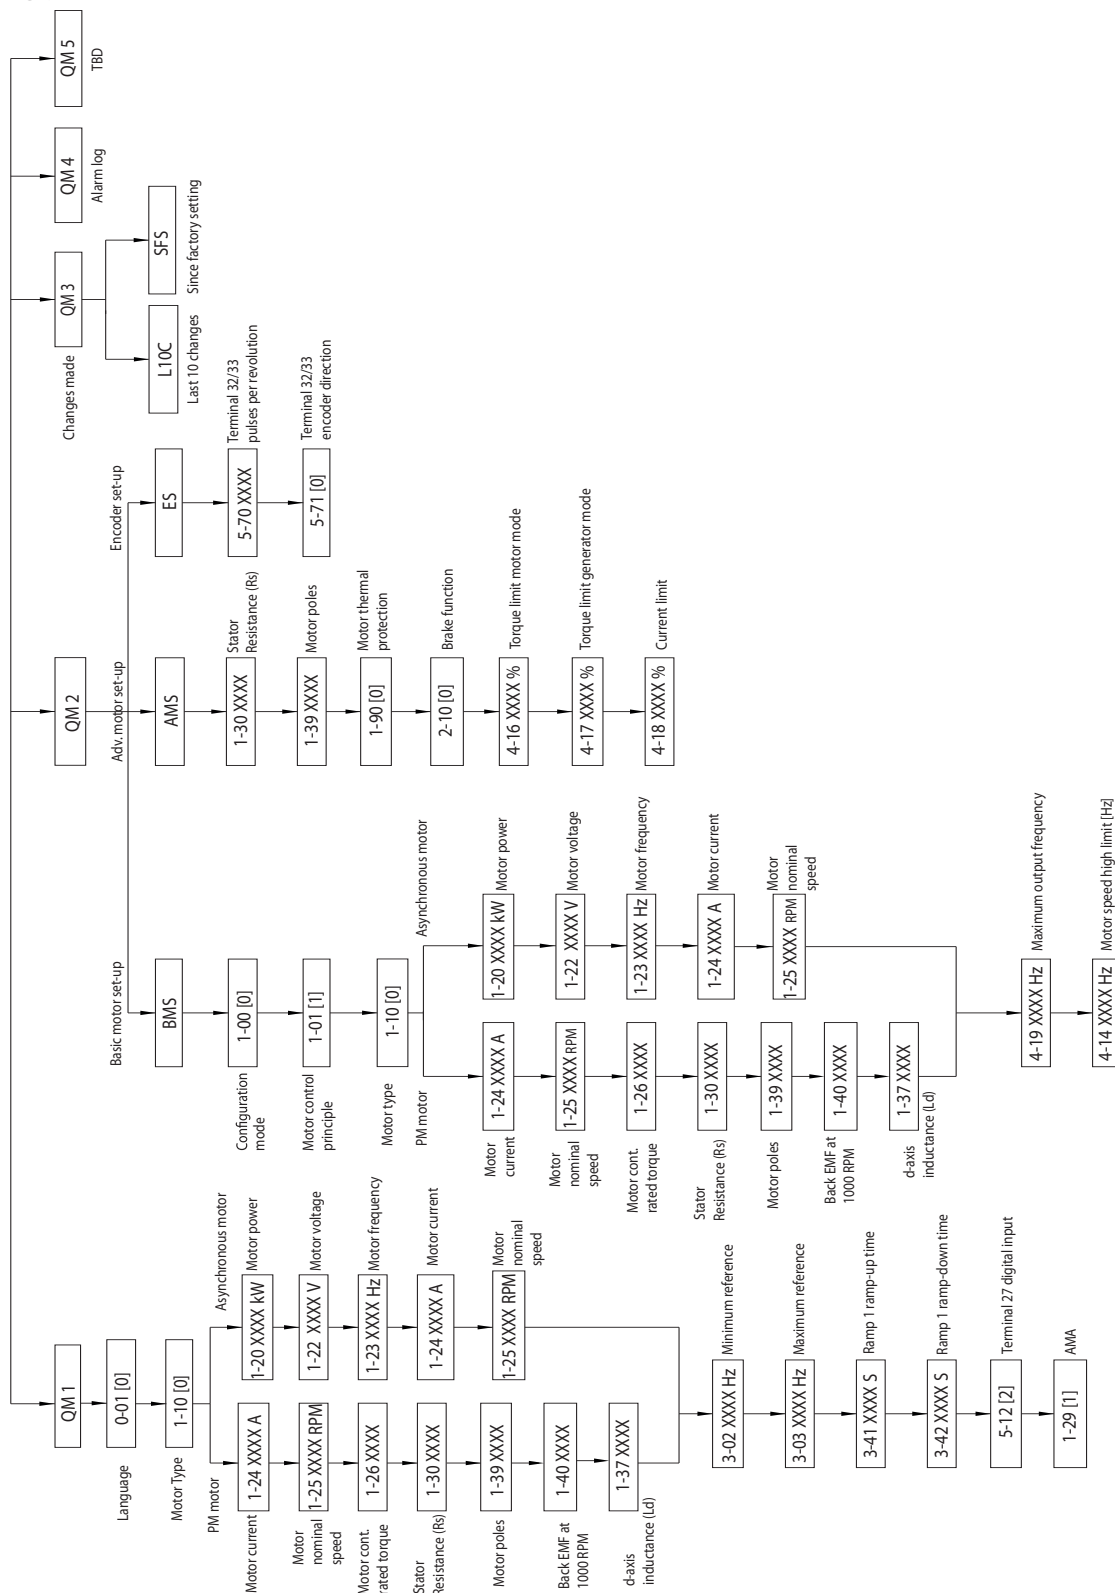 QM 1
0-01 [0]
Language
1-10 [0]
Motor Type
PM motor
1-24 XXXX A
Motor current
1-25 XXXX RPM
Motor
nominal
speed
1-26 XXXX
Motor cont.
rated torque
1-30 XXXX
Stator
Resistance (Rs)
1-39 XXXX
Motor poles
1-40 XXXX
Back EMF at
1000 RPM
1-37 XXXX
d-axis
inductance (Ld)
Asynchronous motor
1-20 XXXX kW
Motor power
1-22 XXXX V
Motor voltage
1-23 XXXX Hz
Motor frequency
1-24 XXXX A
Motor current
1-25 XXXX RPM
Motor
nominal
speed
3-02 XXXX Hz
Minimum reference
3-03 XXXX Hz
Maximum reference
3-41 XXXX S
Ramp 1 ramp-up time
3-42 XXXX S
Ramp 1 ramp-down time
5-12 [2]
Terminal 27 digital input
1-29 [1]
AMA
QM 2
Basic motor set-up
BMS
1-00 [0]
Configuration
mode
1-01 [1]
Motor control
principle
1-10 [0]
Motor type
PM motor
1-24 XXXX A
Motor
current
1-25 XXXX RPM
Motor
nominal
speed
1-26 XXXX
Motor cont.
rated torque
1-30 XXXX
Stator
Resistance (Rs)
1-39 XXXX
Motor poles
1-40 XXXX
Back EMF at
1000 RPM
1-37 XXXX
d-axis
inductance (Ld)
Asynchronous motor
1-20 XXXX kW
Motor power
1-22 XXXX V
Motor voltage
1-23 XXXX Hz
Motor frequency
1-24 XXXX A
Motor current
1-25 XXXX RPM
Motor
nominal
speed
4-19 XXXX Hz
Maximum output frequency
4-14 XXXX Hz
Motor speed high limit [Hz]
Adv. motor set-up
AMS
1-30 XXXX
Stator
Resistance (Rs)
1-39 XXXX
Motor poles
1-90 [0]
Motor thermal
protection
2-10 [0]
Brake function
4-16 XXXX %
Torque limit motor mode
4-17 XXXX %
Torque limit generator mode
4-18 XXXX %
Current limit
Encoder set-up
ES
5-70 XXXX
Terminal 32/33
pulses per revolution
5-71 [0]
Terminal 32/33
encoder direction
QM 3
Changes made
L10C
Last 10 changes
SFS
Since factory setting
QM 4
Alarm log
QM 5
TBD